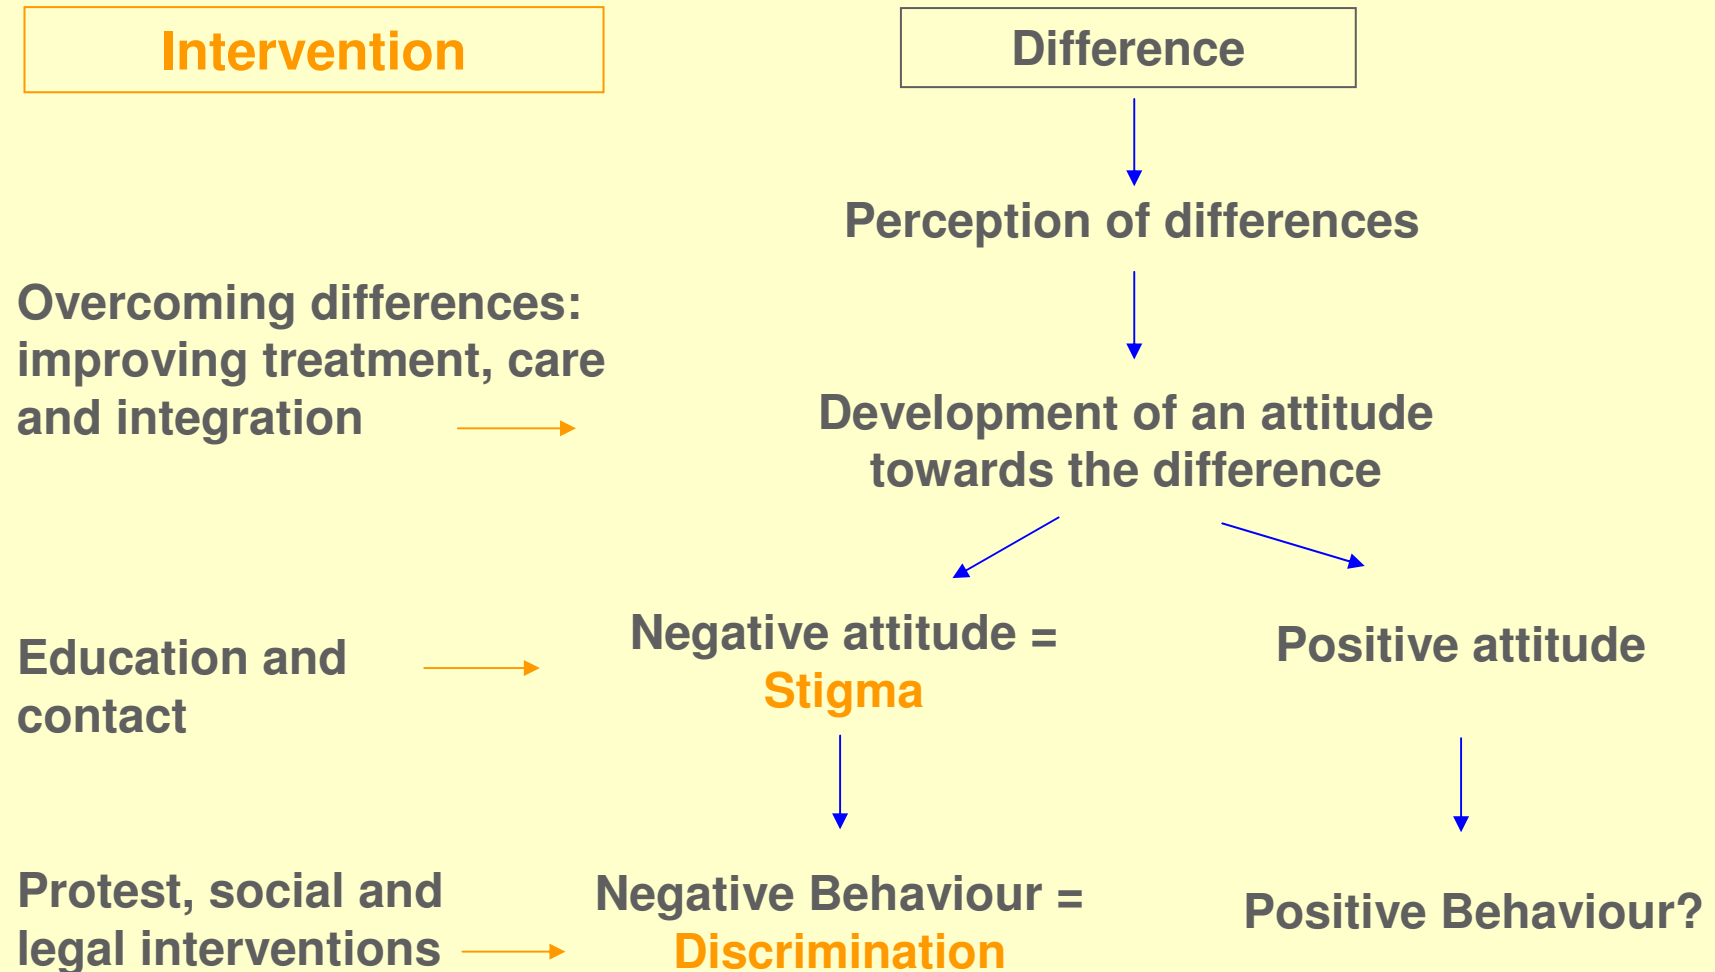 Intervention
Difference
Perception of differences
Overcoming differences:
improving treatment, care
and integration
Development of an attitude
towards the difference
Education and
contact
Negative attitude =
Stigma
Positive attitude
Protest, social and
legal interventions
Negative Behaviour =
Discrimination
Positive Behaviour?